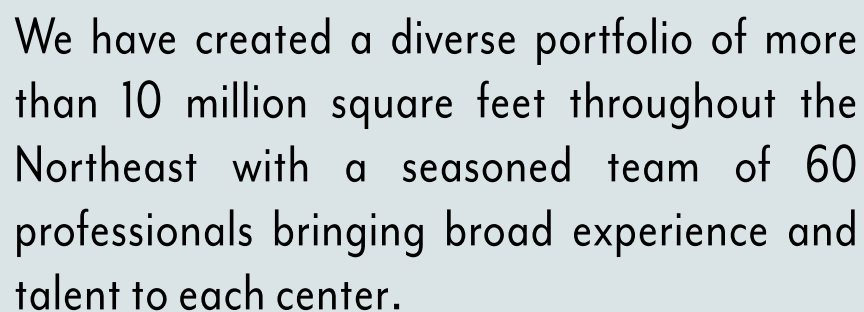 We have created a diverse portfolio of more
than 10 million square feet throughout the
Northeast with a seasoned team of 60
professionals bringing broad experience and
talent to each center.